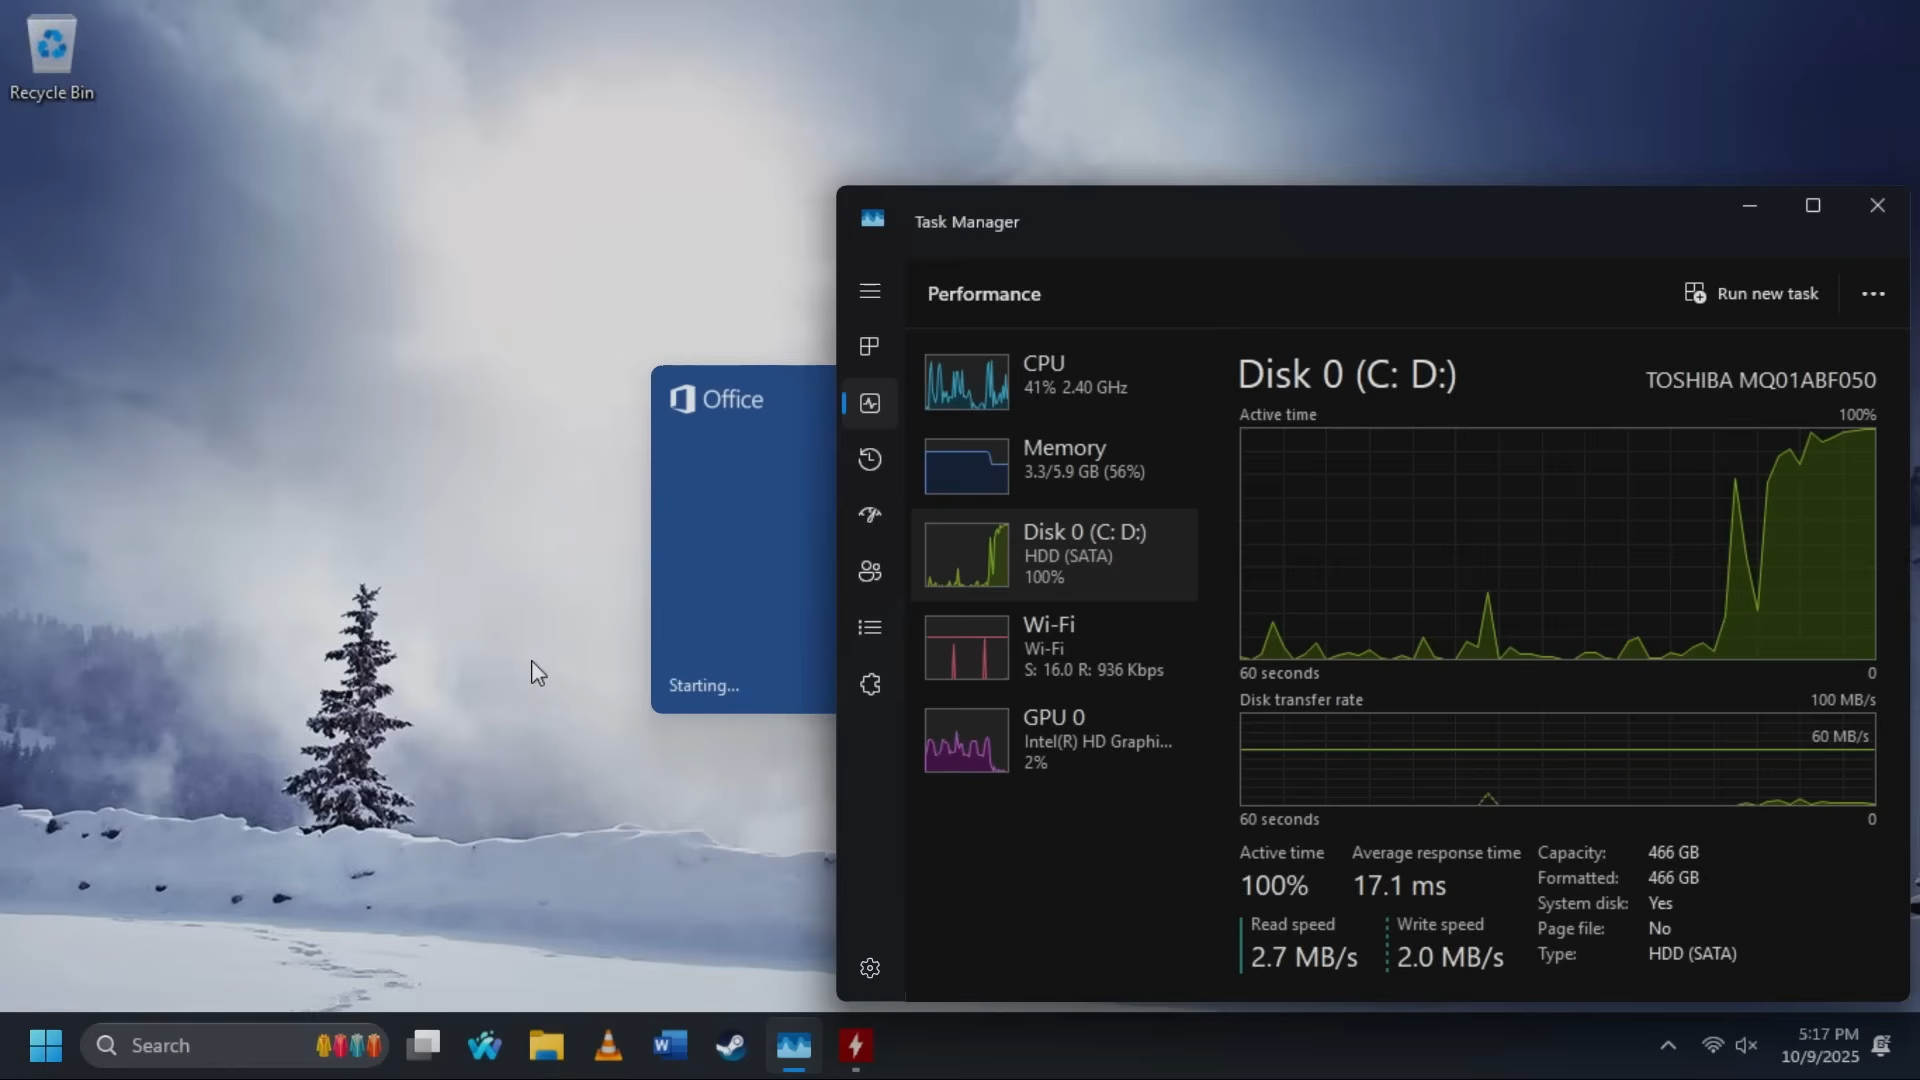 Recycle Bin
Office
Starting...
Task Manager
Performance
Run new task
CPU
41% 2.40 GHz
Memory
3.3/5.9 GB (56%)
Disk 0 (C: D:)
HDD (SATA)
100%
Wi-Fi
Wi-Fi
S: 16.0 R: 936 Kbps
GPU 0
Intel(R) HD Graphi...
2%
Disk 0 (C: D:)
TOSHIBA MQ01ABF050
Active time
100%
60 seconds
0
Disk transfer rate
100 MB/s
60 MB/s
60 seconds
0
Active time
100%
Average response time
17.1 ms
Read speed
2.7 MB/s
Write speed
2.0 MB/s
Capacity: 466 GB
Formatted: 466 GB
System disk: Yes
Page file: No
Type: HDD (SATA)
Search
W
5:17 PM
10/9/2025